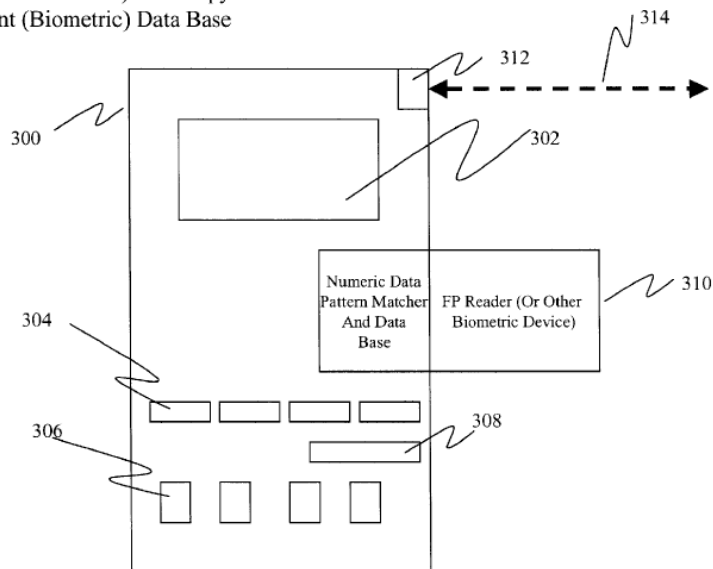 nt (Biometric) Data Base
314
312
300
302
Numeric Data
Pattern Matcher
And Data
Base
FP Reader (Or Other
Biometric Device)
310
304
308
306